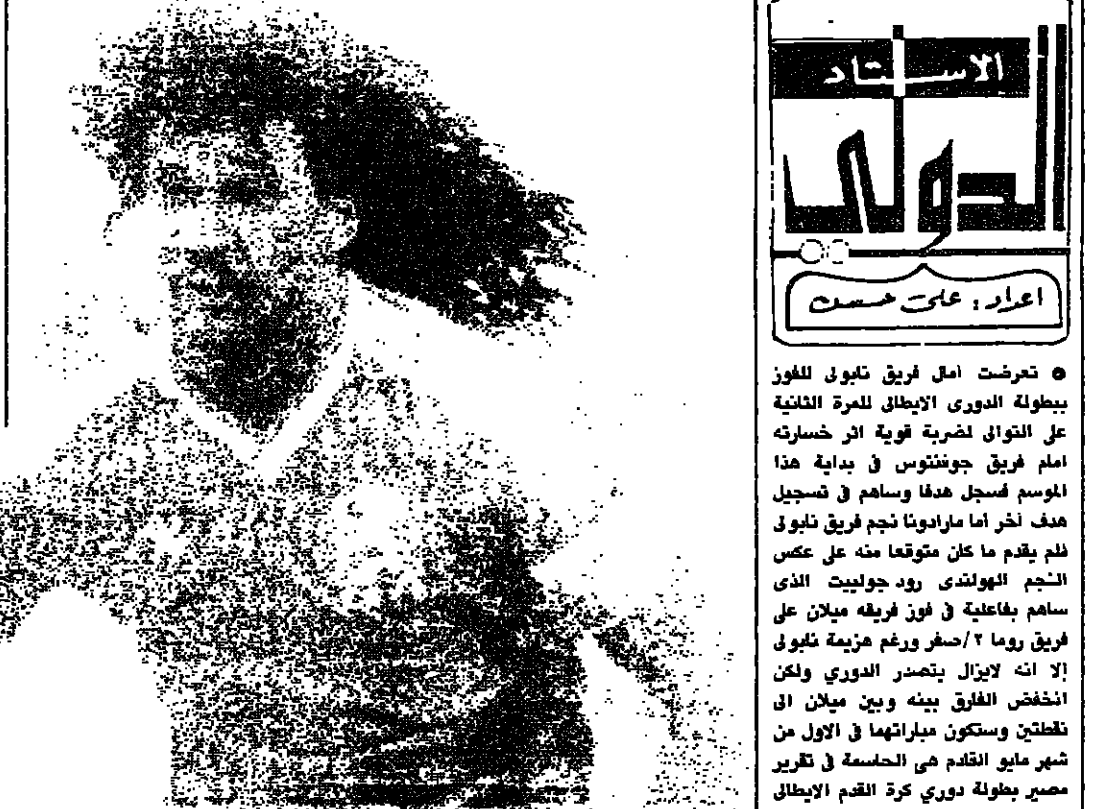 الاستاد
الدولى
اعداد : على حسن
● تعرضت آمال فريق نابولى للفوز
ببطولة الدورى الايطالى للمرة الثانية
على التوالى لضربة قوية اثر خسارته
امام فريق جوفنتوس فى بداية هذا
الموسم فسجل هدفا وساهم فى تسجيل
هدف آخر أما مارادونا نجم فريق نابولى
فلم يقدم ما كان متوقعا منه على عكس
النجم الهولندى رود جولييت الذى
ساهم بفاعلية فى فوز فريقه ميلان على
فريق روما ٢/صفر ورغم هزيمة نابولى
إلا انه لايزال يتصدر الدوري ولكن
انخفض الفارق بينه وبين ميلان الى
نقطتين وستكون مباراتهما فى الاول من
شهر مايو القادم هى الحاسمة فى تقرير
مصير بطولة دوري كرة القدم الايطالى